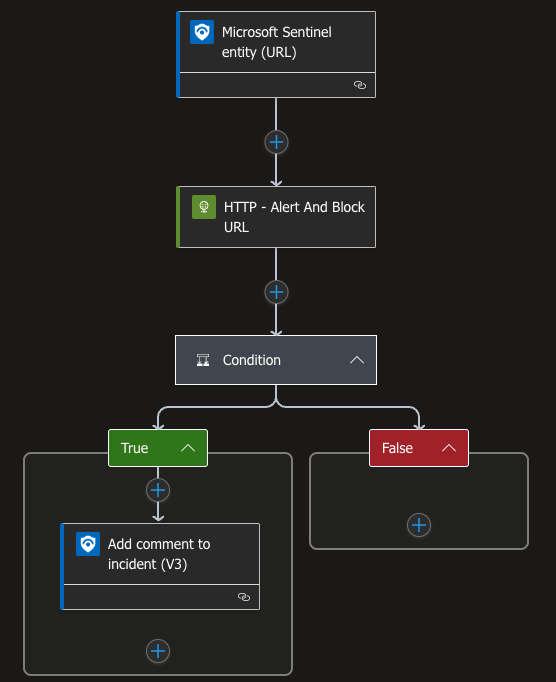 Microsoft Sentinel
entity (URL)
HTTP - Alert And Block
URL
Condition
True
False
Add comment to
incident (V3)